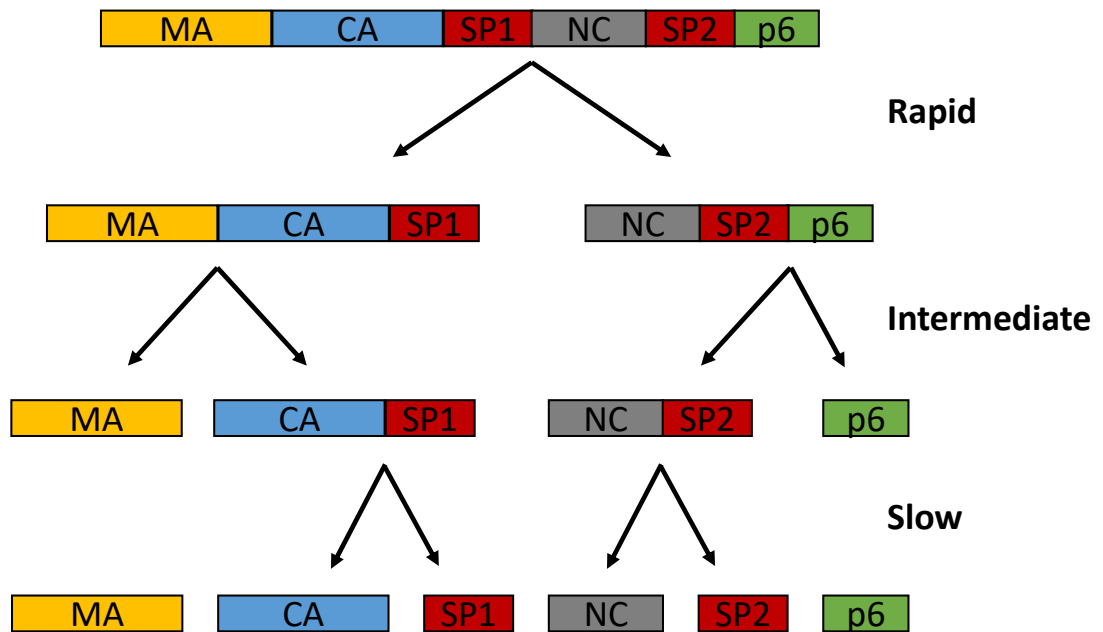 MA CA SP1 NC SP2 p6
Rapid
MA CA SP1 NC SP2 p6
Intermediate
MA CA SP1 NC SP2 p6
Slow
MA CA SP1 NC SP2 p6